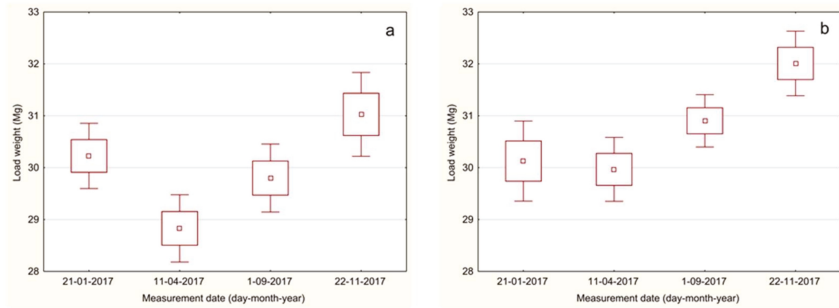 33
a
32
31
30
29
28
Load weight (Mg)
21-01-2017 11-04-2017 1-09-2017 22-11-2017
Measurement date (day-month-year)
33
b
32
31
30
29
28
Load weight (Mg)
21-01-2017 11-04-2017 1-09-2017 22-11-2017
Measurement date (day-month-year)